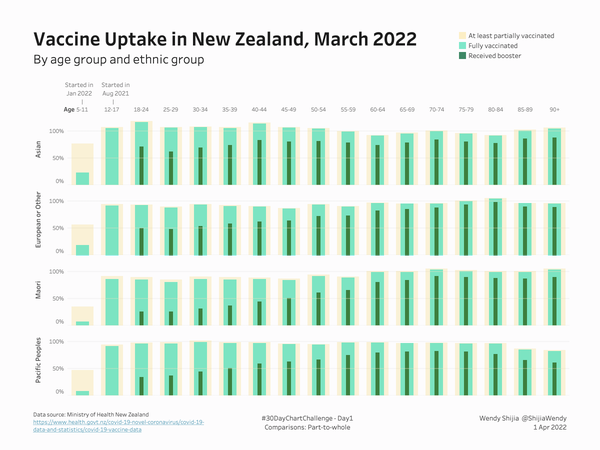 Vaccine Uptake in New Zealand, March 2022
By age group and ethnic group
At least partially vaccinated
Fully vaccinated
Received booster
Started in
Jan 2022
Started in
Aug 2021
Age 5-11 12-17 18-24 25-29 30-34 35-39 40-44 45-49 50-54 55-59 60-64 65-69 70-74 75-79 80-84 85-89 90+
Asian
100%
50%
0%
European or Other
100%
50%
0%
Maori
100%
50%
0%
Pacific Peoples
100%
50%
0%
Data source: Ministry of Health New Zealand
https://www.health.govt.nz/covid-19-novel-coronavirus/covid-19-
data-and-statistics/covid-19-vaccine-data
#30DayChartChallenge - Day1
Comparisons: Part-to-whole
Wendy Shijia @ShijiaWendy
1 Apr 2022